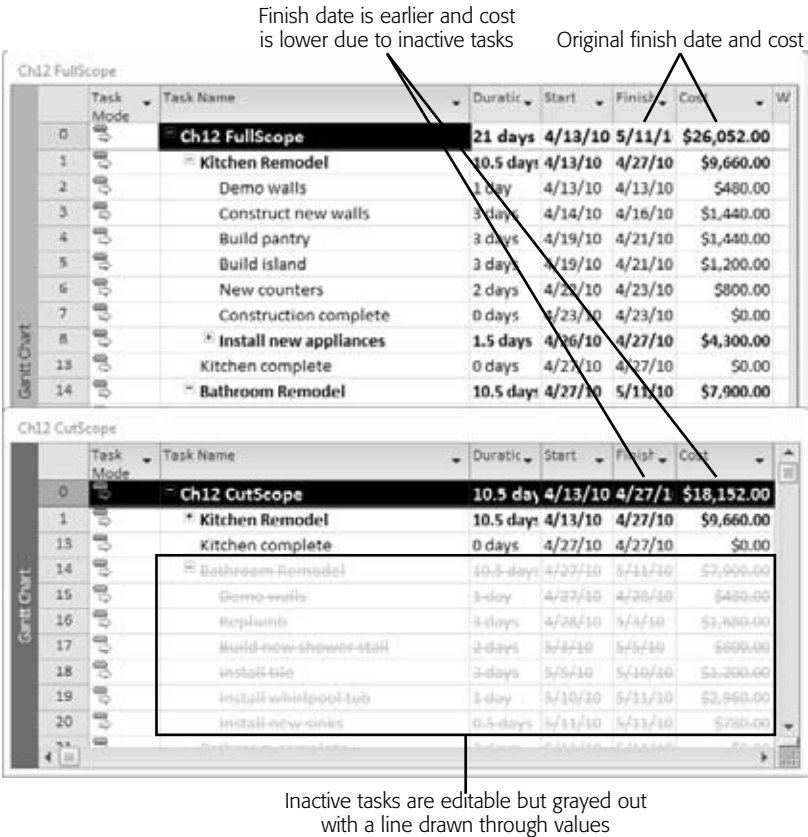 Finish date is earlier and cost
is lower due to inactive tasks
Original finish date and cost
Ch12 FullScope
Task Mode Task Name Duratic Start Finish Cost W
0 Ch12 FullScope 21 days 4/13/10 5/11/1 $26,052.00
1 Kitchen Remodel 10.5 days 4/13/10 4/27/10 $9,660.00
2 Demo walls 1 day 4/13/10 4/13/10 $480.00
3 Construct new walls 3 days 4/14/10 4/16/10 $1,440.00
4 Build pantry 3 days 4/19/10 4/21/10 $1,440.00
5 Build island 3 days 4/19/10 4/21/10 $1,200.00
6 New counters 2 days 4/22/10 4/23/10 $800.00
7 Construction complete 0 days 4/23/10 4/23/10 $0.00
8 Install new appliances 1.5 days 4/26/10 4/27/10 $4,300.00
13 Kitchen complete 0 days 4/27/10 4/27/10 $0.00
14 Bathroom Remodel 10.5 days 4/27/10 5/11/10 $7,900.00
Gantt Chart
Ch12 CutScope
Task Mode Task Name Duratic Start Finish Cost
0 Ch12 CutScope 10.5 day 4/13/10 4/27/1 $18,152.00
1 Kitchen Remodel 10.5 days 4/13/10 4/27/10 $9,660.00
13 Kitchen complete 0 days 4/27/10 4/27/10 $0.00
14 Bathroom Remodel 10.5 days 4/27/10 5/11/10 $7,900.00
15 Demo walls 1 day 4/27/10 4/28/10 $480.00
16 Replumb 3 days 4/28/10 5/3/10 $1,680.00
17 Build new shower stall 2 days 5/3/10 5/5/10 $800.00
18 Install tile 3 days 5/5/10 5/10/10 $1,200.00
19 Install whirlpool tub 1 day 5/10/10 5/11/10 $2,960.00
20 Install new sinks 0.5 days 5/11/10 5/11/10 $780.00
Gantt Chart
Inactive tasks are editable but grayed out
with a line drawn through values